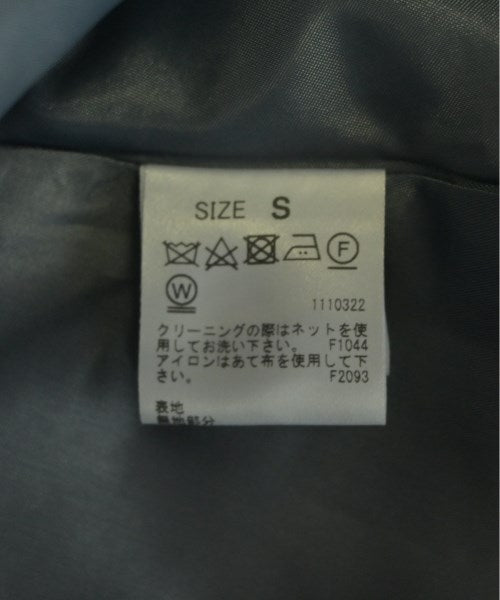 SIZE S
F
W
1110322
クリーニングの際はネットを使
用してお洗い下さい。 F1044
アイロンはあて布を使用して下
さい。 F2093
表地